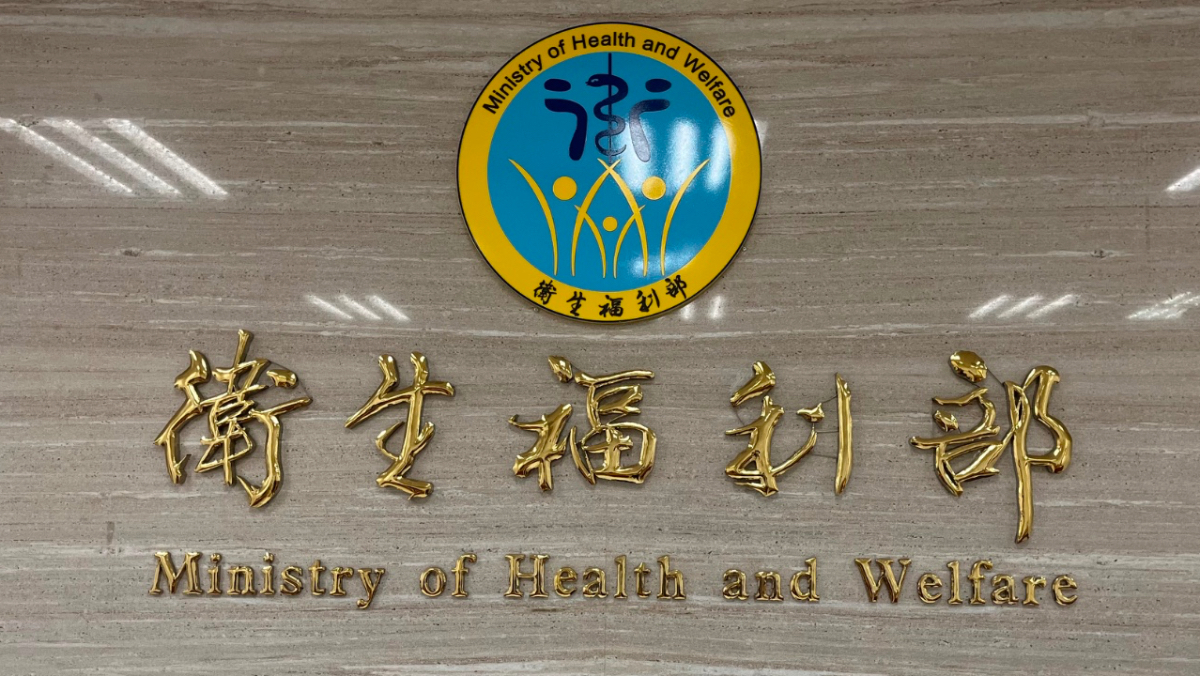 Ministry of Health and Welfare
衛生福利部
衛生福利部
Ministry of Health and Welfare